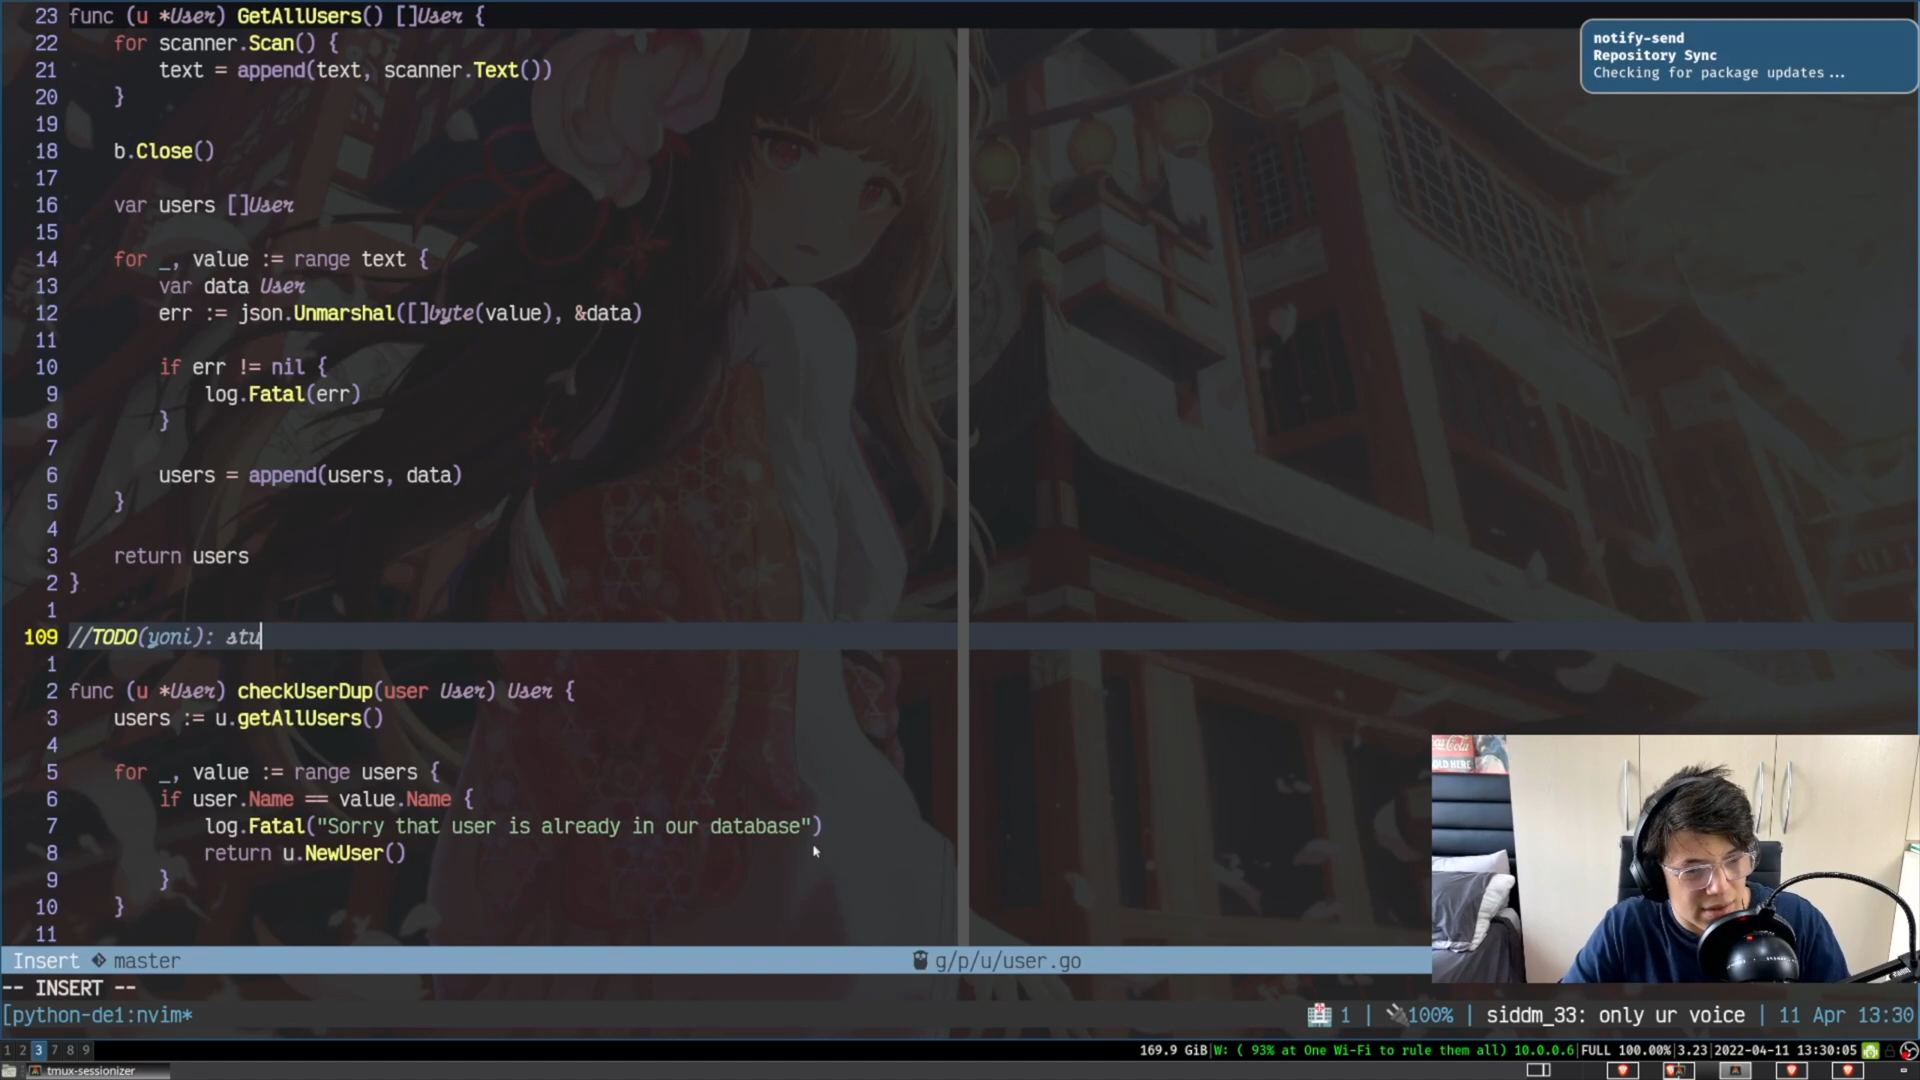 23 func (u *User) GetAllUsers() []User {
22 for scanner.Scan() {
21 text = append(text, scanner.Text())
20 }
19
18 b.Close()
17
16 var users []User
15
14 for _, value := range text {
13 var data User
12 err := json.Unmarshal([]byte(value), &data)
11
10 if err != nil {
9 log.Fatal(err)
8 }
7
6 users = append(users, data)
5 }
4
3 return users
2 }
1
109 //TODO(yoni): stu
1
2 func (u *User) checkUserDup(user User) User {
3 users := u.getAllUsers()
4
5 for _, value := range users {
6 if user.Name == value.Name {
7 log.Fatal("Sorry that user is already in our database")
8 return u.NewUser()
9 }
10 }
11
notify-send
Repository Sync
Checking for package updates...
Coca-Cola
OLD HERE
Insert master g/p/u/user.go
-- INSERT --
[python-de1:nvim* 1 | 100% | siddm_33: only ur voice | 11 Apr 13:30
1 2 3 7 8 9 169.9 GiB|W: ( 93% at One Wi-Fi to rule them all) 10.0.0.6|FULL 100.00%|3.23|2022-04-11 13:30:05
tmux-sessionizer